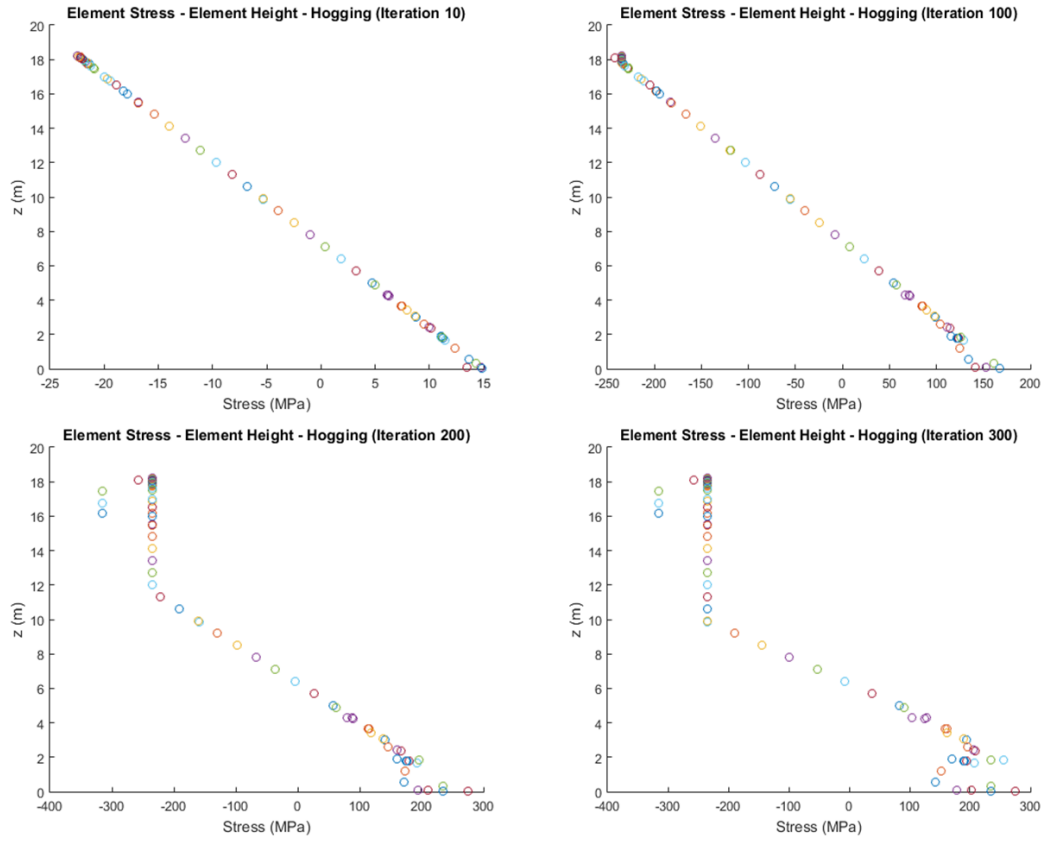 Element Stress - Element Height - Hogging (Iteration 10)
20
18
16
14
12
10
8
6
4
2
0
z (m)
-25 -20 -15 -10 -5 0 5 10 15
Stress (MPa)
Element Stress - Element Height - Hogging (Iteration 100)
20
18
16
14
12
10
8
6
4
2
0
z (m)
-250 -200 -150 -100 -50 0 50 100 150 200
Stress (MPa)
Element Stress - Element Height - Hogging (Iteration 200)
20
18
16
14
12
10
8
6
4
2
0
z (m)
-400 -300 -200 -100 0 100 200 300
Stress (MPa)
Element Stress - Element Height - Hogging (Iteration 300)
20
18
16
14
12
10
8
6
4
2
0
z (m)
-400 -300 -200 -100 0 100 200 300
Stress (MPa)